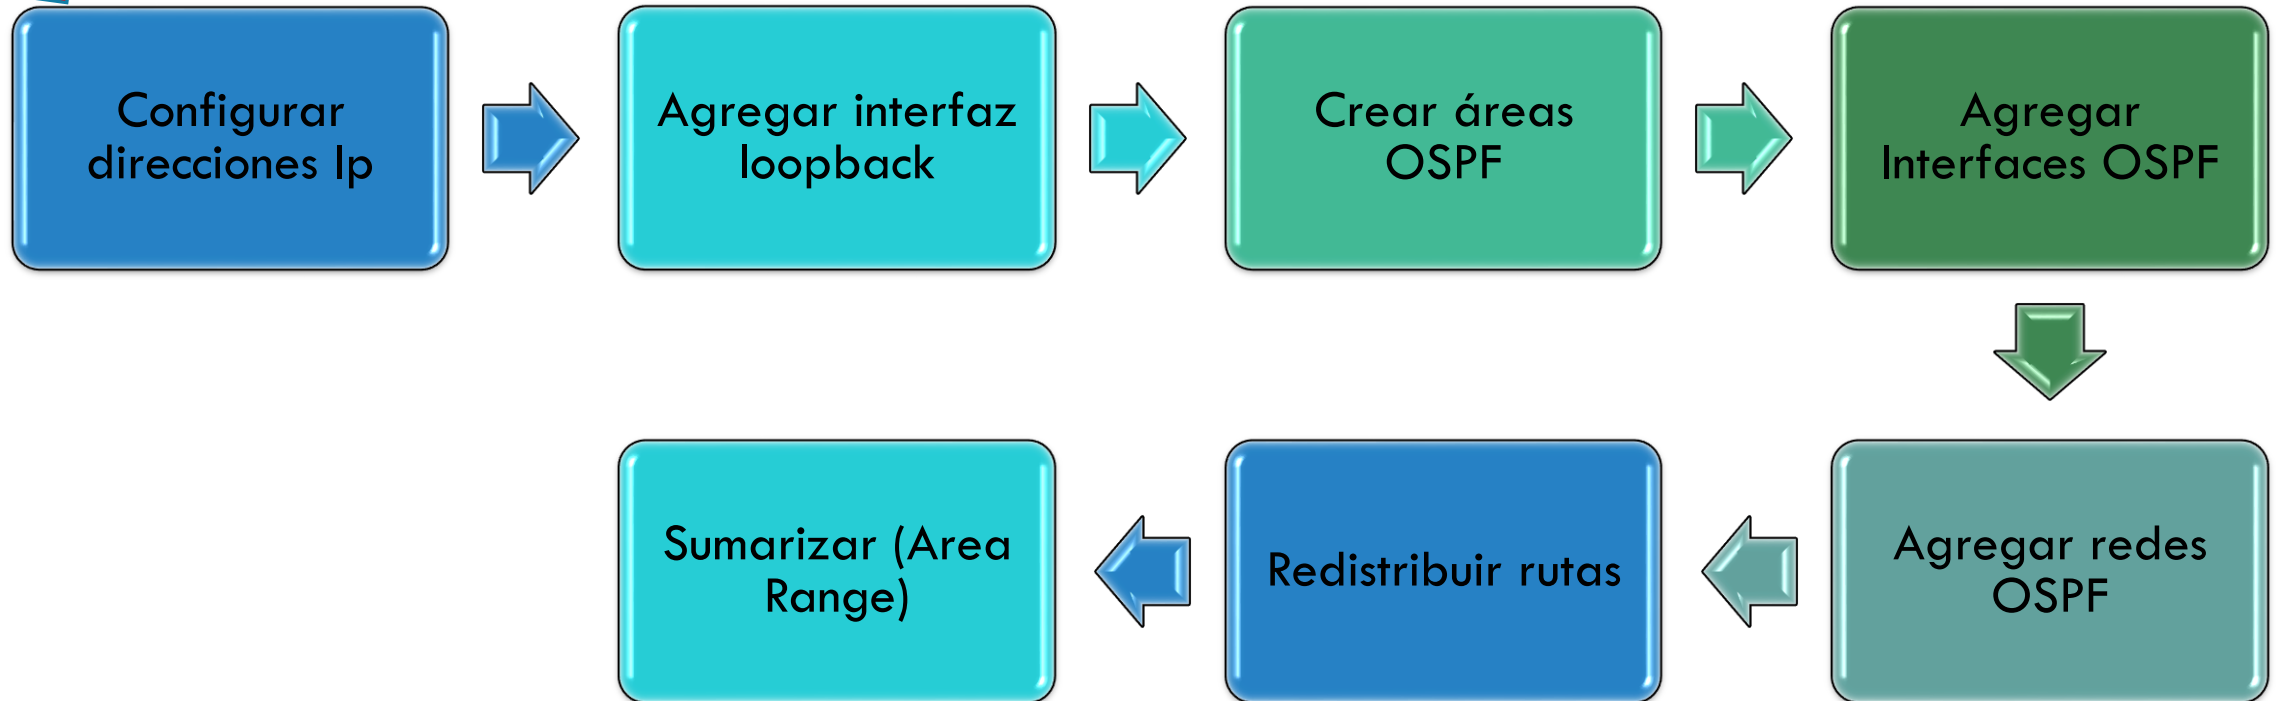 Configurar
direcciones Ip
Agregar interfaz
loopback
Crear áreas
OSPF
Agregar
Interfaces OSPF
Agregar redes
OSPF
Redistribuir rutas
Sumarizar (Area
Range)